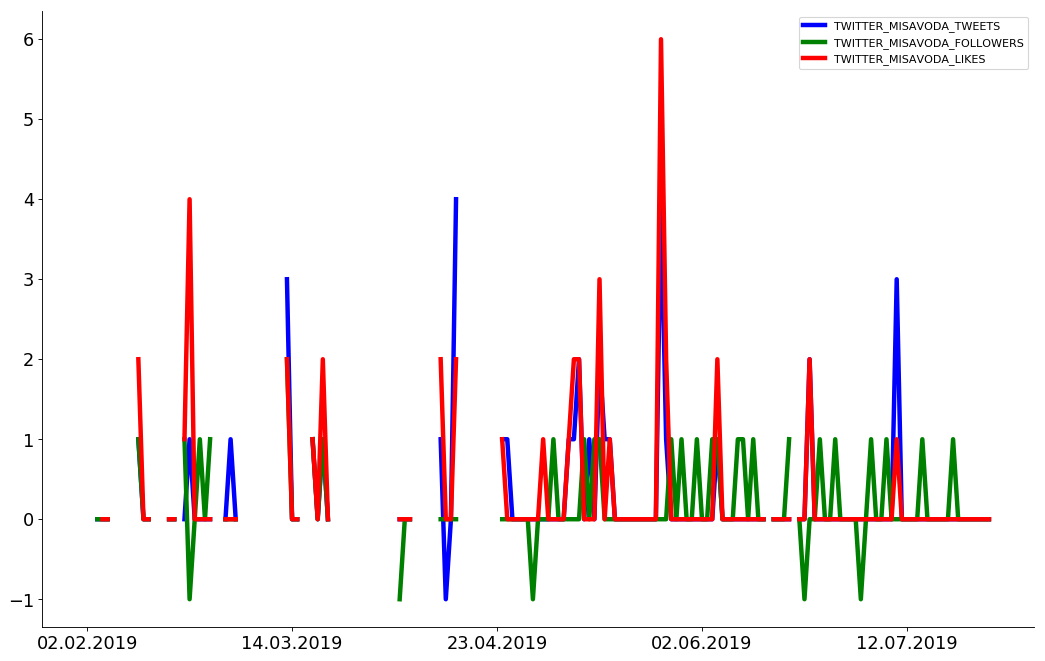 TWITTER_MISAVODA_TWEETS
TWITTER_MISAVODA_FOLLOWERS
TWITTER_MISAVODA_LIKES
6
5
4
3
2
1
0
−1
02.02.2019 14.03.2019 23.04.2019 02.06.2019 12.07.2019